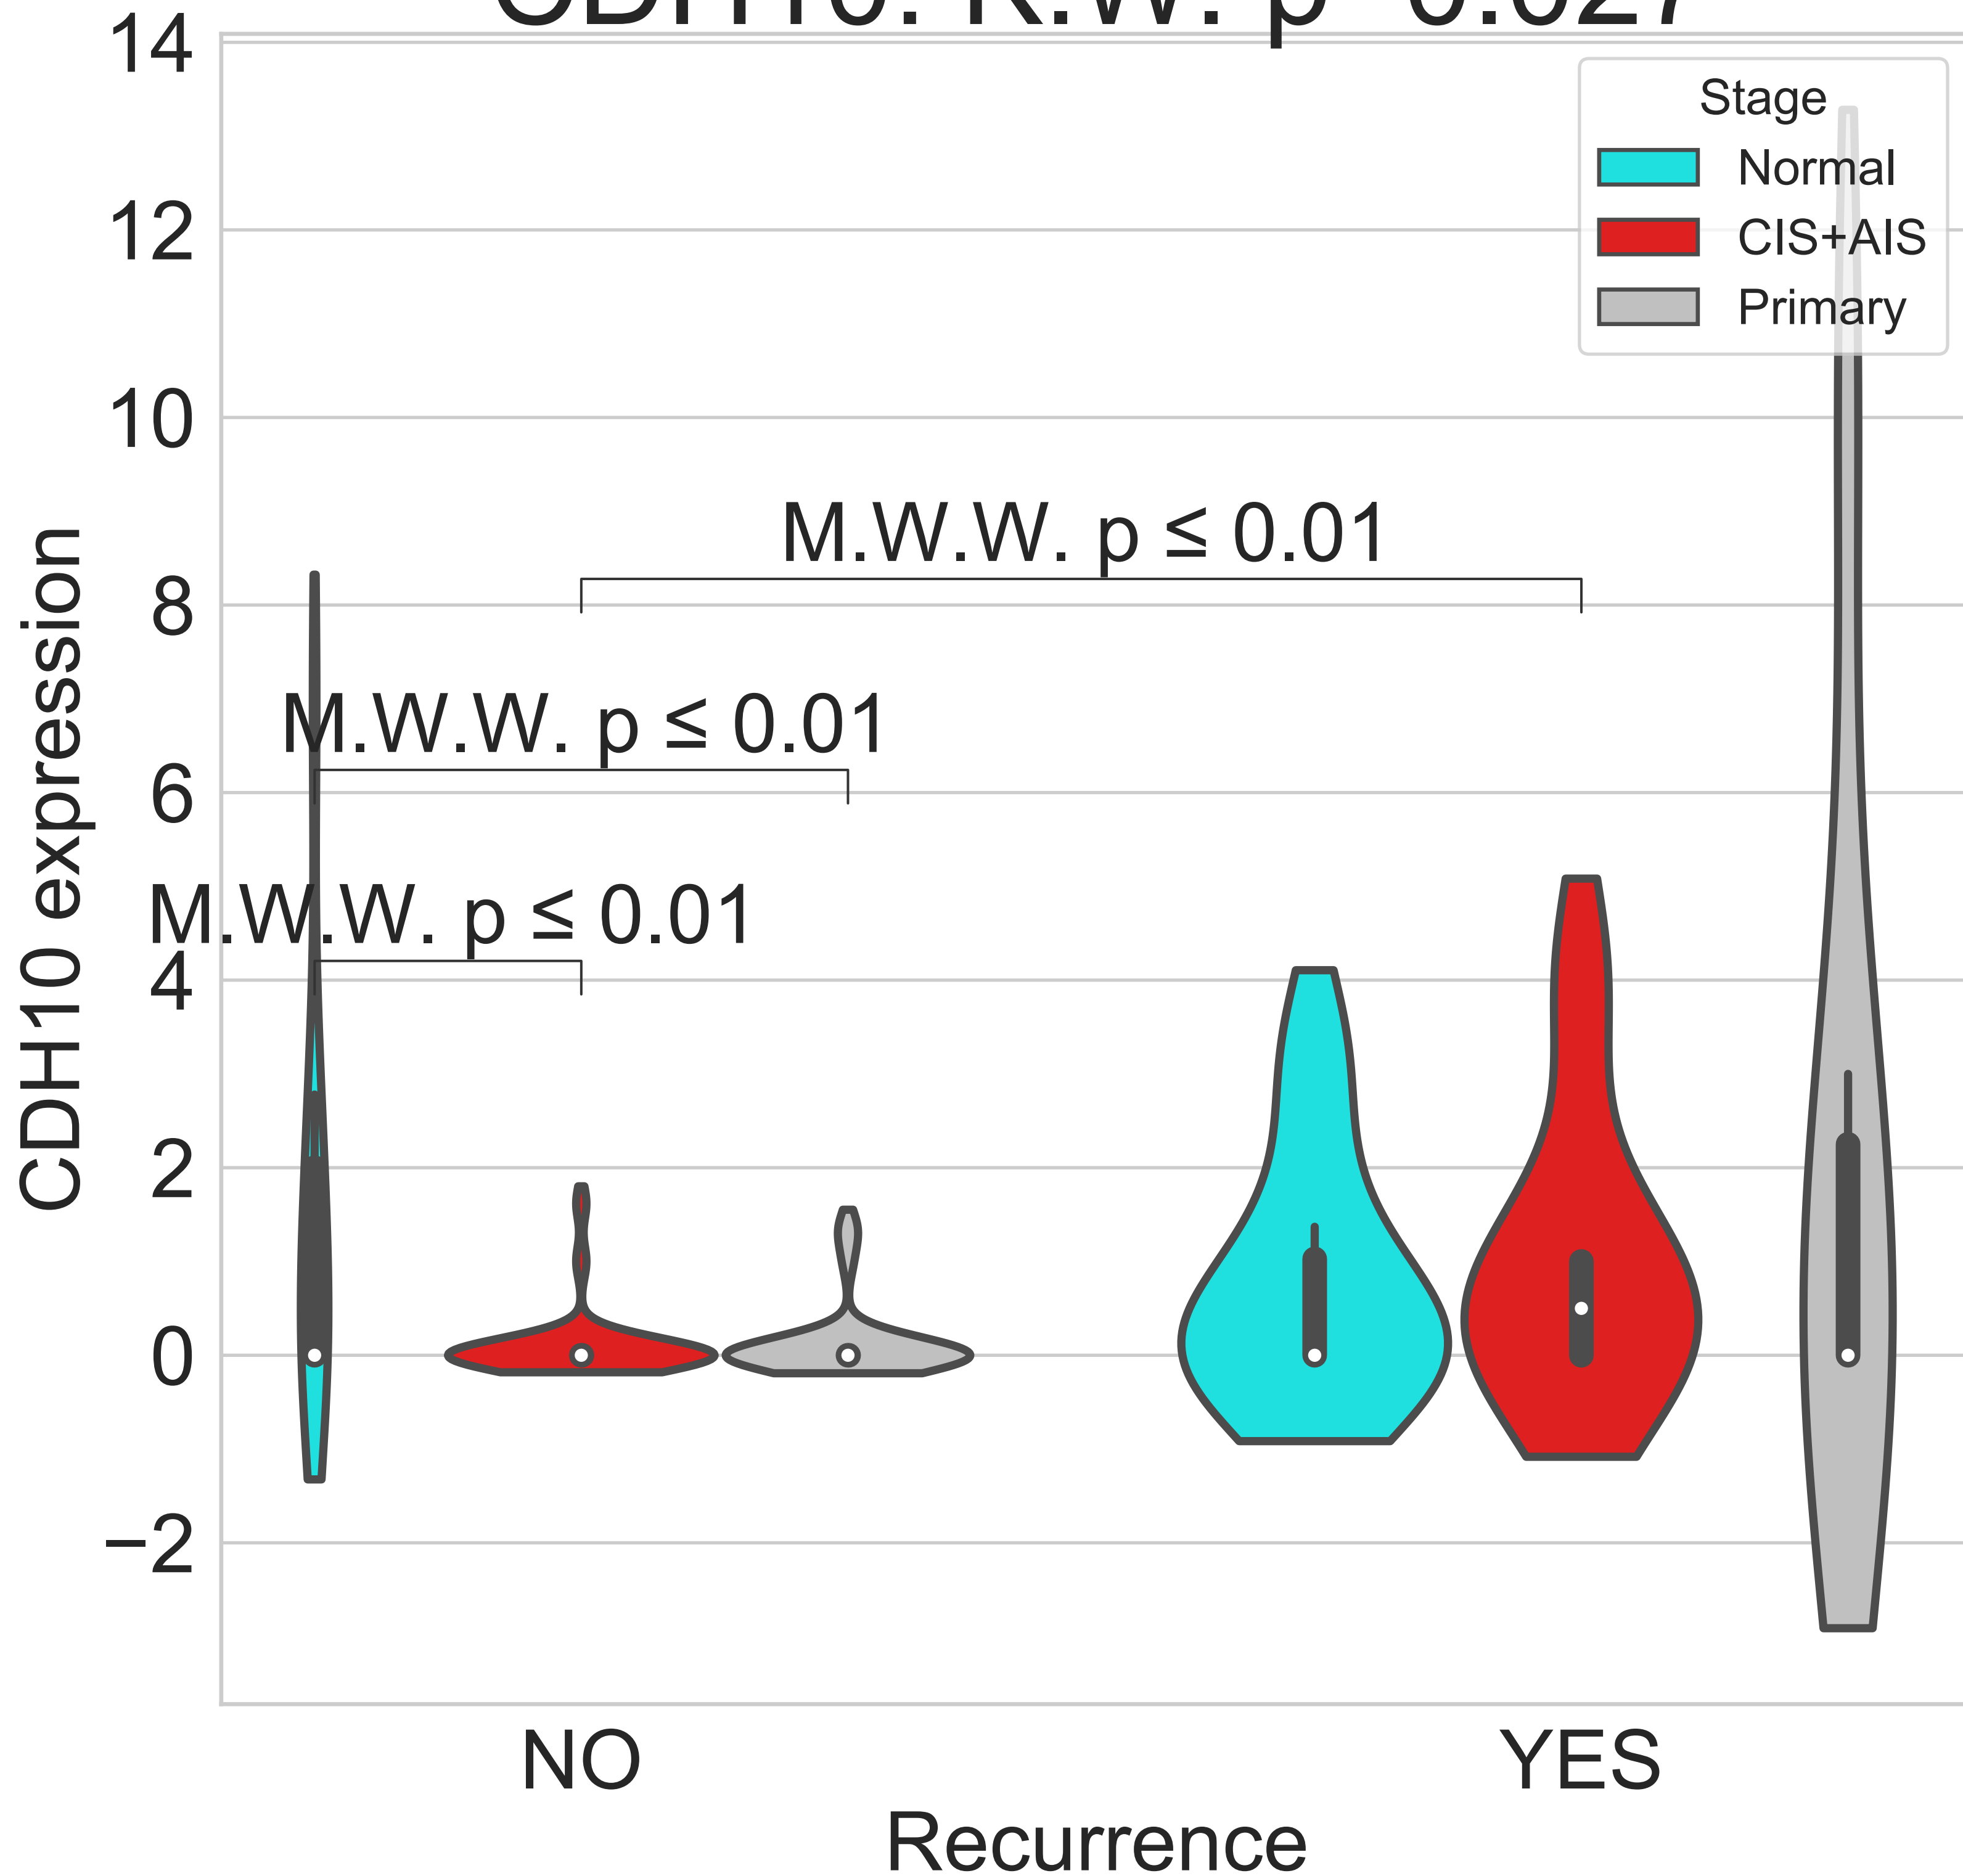 14
12
10
8
6
4
2
0
−2
CDH10 expression
Stage
Normal
CIS+AIS
Primary
M.W.W. p ≤ 0.01
M.W.W. p ≤ 0.01
M.W.W. p ≤ 0.01
NO
YES
Recurrence